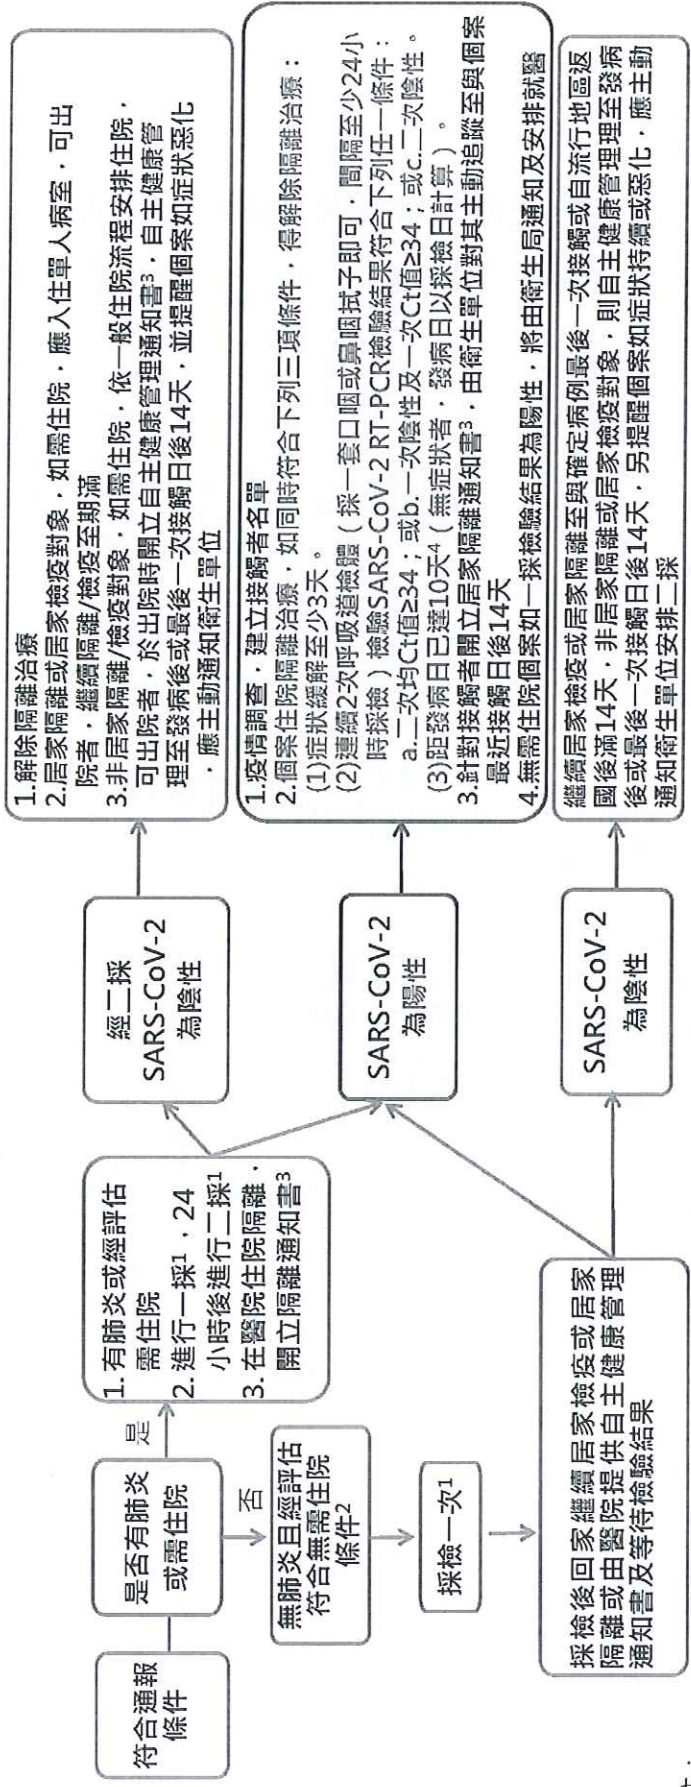 符合通報
條件
是否有肺炎
或需住院
是
否
1. 有肺炎或經評估
需住院
2. 進行一採1，24
小時後進行二採1
3. 在醫院住院隔離，
開立隔離通知書3
無肺炎且經評估
符合無需住院
條件2
採檢一次1
採檢後回家繼續居家檢疫或居家
隔離或由醫院提供自主健康管理
通知書及等待檢驗結果
經二採
SARS-CoV-2
為陰性
SARS-CoV-2
為陽性
SARS-CoV-2
為陰性
1.解除隔離治療
2.居家隔離或居家檢疫對象，如需住院，應入住單人病室，可出
院者，繼續隔離/檢疫至期滿
3.非居家隔離/檢疫對象，如需住院，依一般住院流程安排住院，
可出院者，於出院時開立自主健康管理通知書3，自主健康管
理至發病後或最後一次接觸日後14天，並提醒個案如症狀惡化
，應主動通知衛生單位
1.疫情調查，建立接觸者名單
2.個案住院隔離治療，如同時符合下列三項條件，得解除隔離治療：
(1)症狀緩解至少3天。
(2)連續2次呼吸道檢體（採一套口咽或鼻咽拭子即可，間隔至少24小
時採檢）檢驗SARS-CoV-2 RT-PCR檢驗結果符合下列任一條件：
a.二次均Ct值≥34；或b.一次陰性及一次Ct值≥34；或c.二次陰性。
(3)距發病日已達10天4（無症狀者，發病日以採檢日計算）。
3.針對接觸者開立居家隔離通知書3，由衛生單位對其主動追蹤至與個案
最近接觸日後14天
4.無需住院個案如一採檢驗結果為陽性，將由衛生局通知及安排就醫
繼續居家檢疫或居家隔離至與確定病例最後一次接觸或自流行地區返
國後滿14天，非居家隔離或居家檢疫對象，則自主健康管理至發病
後或最後一次接觸日後14天，另提醒個案如症狀持續或惡化，應主動
通知衛生單位安排二採